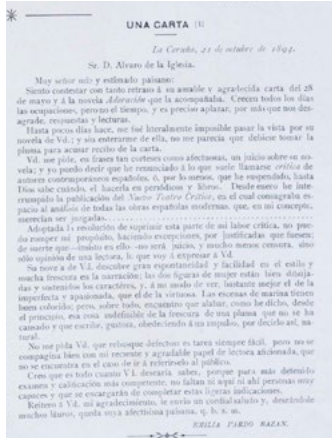 UNA CARTA (1)
La Coruña, 21 de octubre de 1894.
Sr. D. Alvaro de la Iglesia.
Muy señor mío y estimado paisano:
Siento contestar con tanto retraso á su amable y agradecida carta del 28
de mayo y á la novela Adoración que la acompañaba. Crecen todos los días
las ocupaciones, pero no el tiempo, y es preciso aplazar, por más que nos des-
agrade, respuestas y lecturas.
Hasta pocos días hace, me fué literalmente imposible pasar la vista por su
novela de Vd.; y sin enterarme de ella, no me parecía que debiese tomar la
pluma para acusar recibo de la carta.
Vd. me pide, en frases tan corteses como afectuosas, un juicio sobre su no-
vela; y yo puedo decir que he renunciado á lo que suele llamarse crítica de
autores contemporáneos españoles, ó, por lo menos, que he suspendido, hasta
Dios sabe cuándo, el hacerla en periódicos y libros. Desde enero he inte-
rrumpido la publicación del Nuevo Teatro Crítico, en el cual consagraba es-
pacio al análisis de todas las obras españolas modernas, que, en mi concepto,
merecían ser juzgadas.
Adoptada la resolución de suprimir esta parte de mi labor crítica, no pue-
do romper mi propósito, haciendo excepciones, por justificadas que fuesen;
de suerte que—insisto en ello—no será juicio, y mucho menos censura, sino
sólo opinión de una lectora, lo que voy á expresar á Vd.
Su novela de Vd. descubre gran espontaneidad y facilidad en el estilo y
mucha frescura en la narración; las dos figuras de mujer están bien dibuja-
das y sostenidos los caractéres, y, á mi modo de ver, bastante mejor el de la
imperfecta y apasionada, que el de la virtuosa. Las escenas de marina tienen
buen colorido; pero, sobre todo, encuentro que alabar, como he dicho, desde
el principio, esa cosa indefinible de la frescura de una pluma que no se ha
cansado y que escribe, gustosa, obedeciendo á un impulso, por decirlo así, na-
tural.
No me pida Vd. que rebusque defectos: es tarea siempre fácil, pero no se
compagina bien con mi reciente y agradable papel de lectora aficionada, que
no se encuentra en el caso de ir á referírselo al público.
Creo que es todo cuanto Vd. desearía saber, porque para más detenido
examen y calificación más competente, no faltan ni aquí ni ahí personas muy
capaces y que se encargarán de completar estas ligeras indicaciones.
Reitero á Vd. mi agradecimiento, le envío un cordial saludo y, deseándole
muchos lauros, queda suya afectísima paisana, q. b. s. m.
EMILIA PARDO BAZAN.